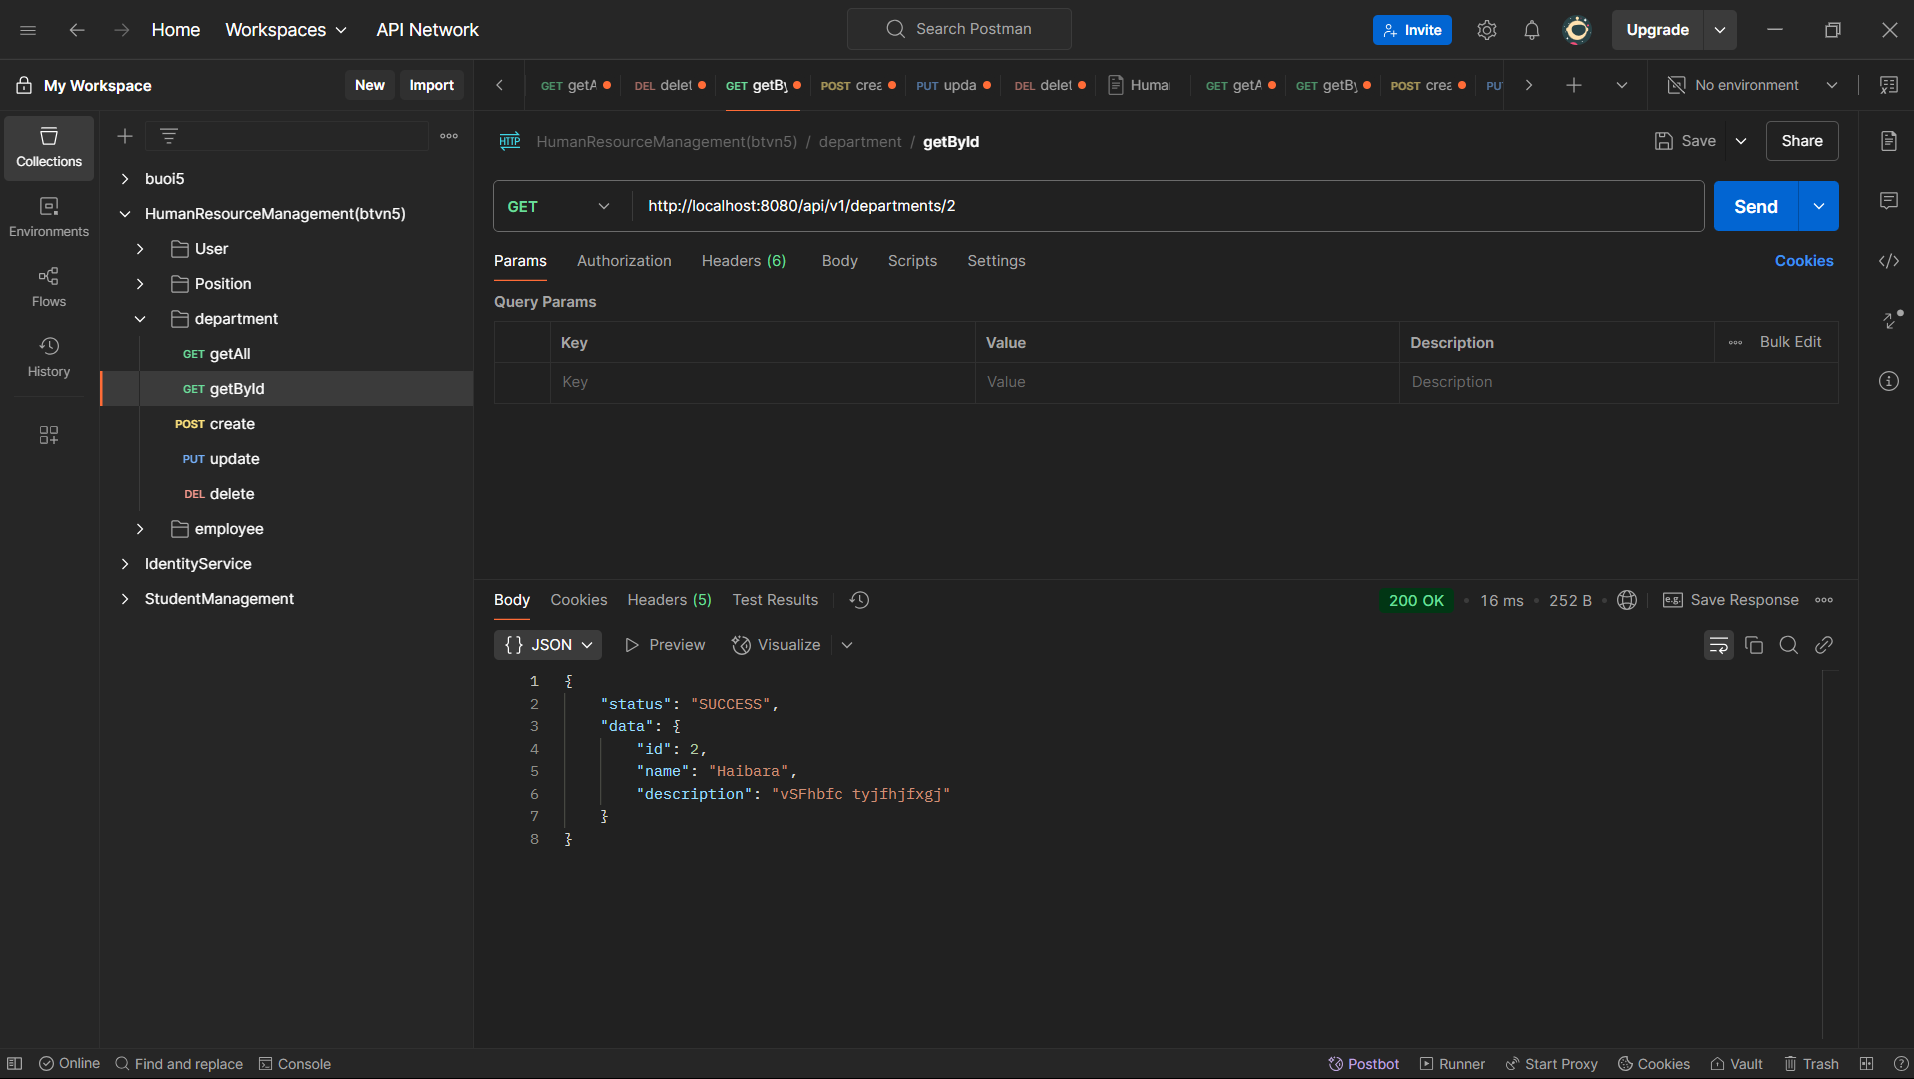 Home
Workspaces
API Network
Search Postman
Invite
Upgrade
My Workspace
New
Import
GET getA
DEL delet
GET getBy
POST crea
PUT upda
DEL delet
Huma
GET getA
GET getBy
POST crea
PU
No environment
Collections
Environments
Flows
History
buoi5
HumanResourceManagement(btvn5)
User
Position
department
GET getAll
GET getById
POST create
PUT update
DEL delete
employee
IdentityService
StudentManagement
HTTP HumanResourceManagement(btvn5) / department / getById
Save
Share
GET
http://localhost:8080/api/v1/departments/2
Send
Params
Authorization
Headers (6)
Body
Scripts
Settings
Cookies
Query Params
Key
Value
Description
Bulk Edit
Key
Value
Description
Body
Cookies
Headers (5)
Test Results
200 OK
16 ms
252 B
e.g. Save Response
{} JSON
Preview
Visualize
1 {
2 "status": "SUCCESS",
3 "data": {
4 "id": 2,
5 "name": "Haibara",
6 "description": "vSFhbfc tyjfhjfxgj"
7 }
8 }
Online
Find and replace
Console
Postbot
Runner
Start Proxy
Cookies
Vault
Trash